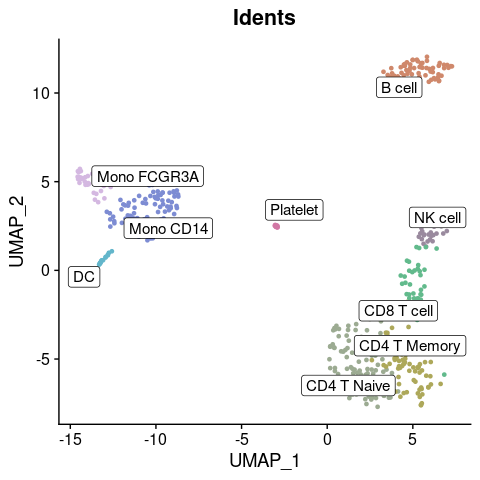 Idents
B cell
Mono FCGR3A
Mono CD14
Platelet
NK cell
DC
CD8 T cell
CD4 T Memory
CD4 T Naive
10
5
0
-5
UMAP_2
-15
-10
-5
0
5
UMAP_1